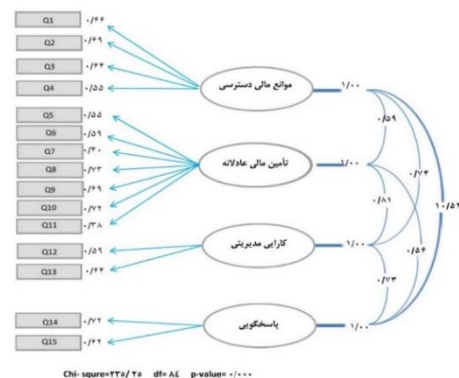 Q1 ۰/۶۶
Q2 ۰/۴۹
Q3 ۰/۶۴
Q4 ۰/۵۵
موانع مالی دسترسی ۱/۰۰
Q5 ۰/۵۵
Q6 ۰/۵۹
Q7 ۰/۴۰
Q8 ۰/۷۳
Q9 ۰/۶۹
Q10 ۰/۷۲
Q11 ۰/۳۸
تأمین مالی عادلانه ۱/۰۰
Q12 ۰/۵۹
Q13 ۰/۶۴
کارایی مدیریتی ۱/۰۰
Q14 ۰/۷۲
Q15 ۰/۶۲
پاسخگویی ۱/۰۰
۰/۵۹
۰/۷۴
۰/۸۱
۰/۵۶
۰/۷۳
Chi- squre=۲۳۵/ ۲۵ df= ۸٤ p-value= ۰/۰۰۰